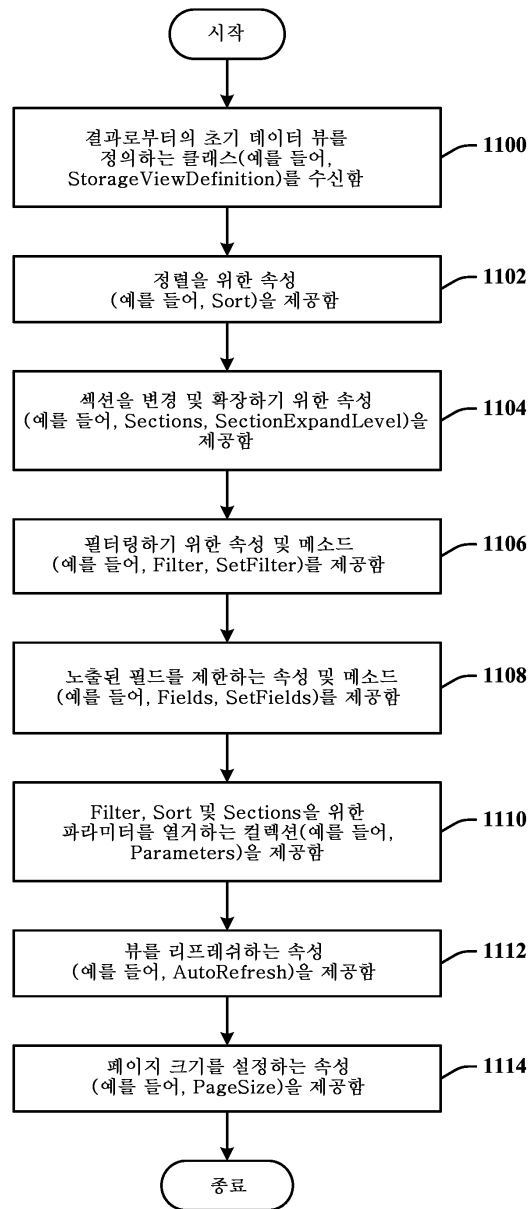 시작
결과로부터의 초기 데이터 뷰를
정의하는 클래스(예를 들어,
StorageViewDefinition)를 수신함
1100
정렬을 위한 속성
(예를 들어, Sort)을 제공함
1102
섹션을 변경 및 확장하기 위한 속성
(예를 들어, Sections, SectionExpandLevel)을
제공함
1104
필터링하기 위한 속성 및 메소드
(예를 들어, Filter, SetFilter)를 제공함
1106
노출된 필드를 제한하는 속성 및 메소드
(예를 들어, Fields, SetFields)를 제공함
1108
Filter, Sort 및 Sections을 위한
파라미터를 열거하는 컬렉션(예를 들어,
Parameters)을 제공함
1110
뷰를 리프레쉬하는 속성
(예를 들어, AutoRefresh)을 제공함
1112
페이지 크기를 설정하는 속성
(예를 들어, PageSize)을 제공함
1114
종료